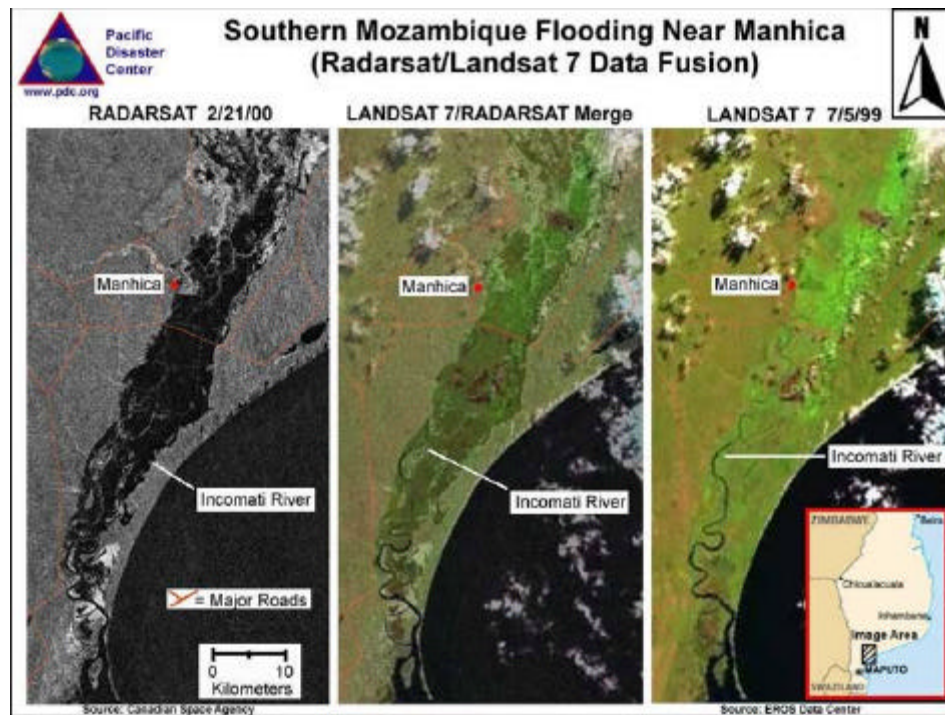 Pacific
Disaster
Center
www.pdc.org
Southern Mozambique Flooding Near Manhica
(Radarsat/Landsat 7 Data Fusion)
N
RADARSAT 2/21/00
LANDSAT 7/RADARSAT Merge
LANDSAT 7 7/5/99
Manhica
Manhica
Manhica
Incomati River
Incomati River
Incomati River
= Major Roads
0 10
Kilometers
ZIMBABWE
Beira
Chicualacuala
Inhambane
Image Area
MAPUTO
SWAZILAND
Source: Canadian Space Agency
Source: EROS Data Center